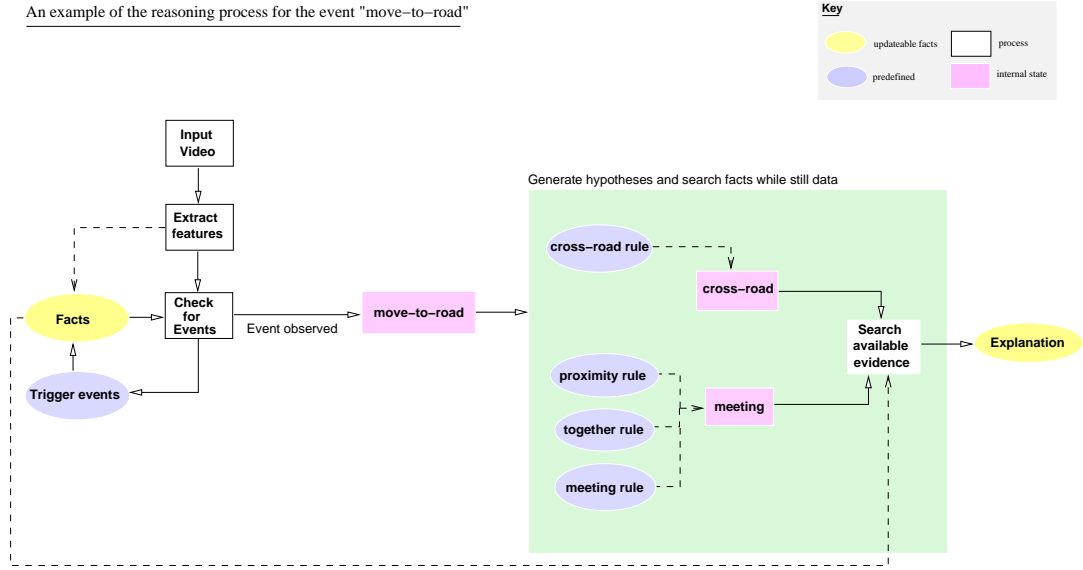 An example of the reasoning process for the event "move−to−road"
Key
updateable facts
process
predefined
internal state
Input
Video
Extract
features
Check
for
Events
Facts
Trigger events
Event observed
move−to−road
Generate hypotheses and search facts while still data
cross−road rule
cross−road
proximity rule
together rule
meeting rule
meeting
Search
available
evidence
Explanation